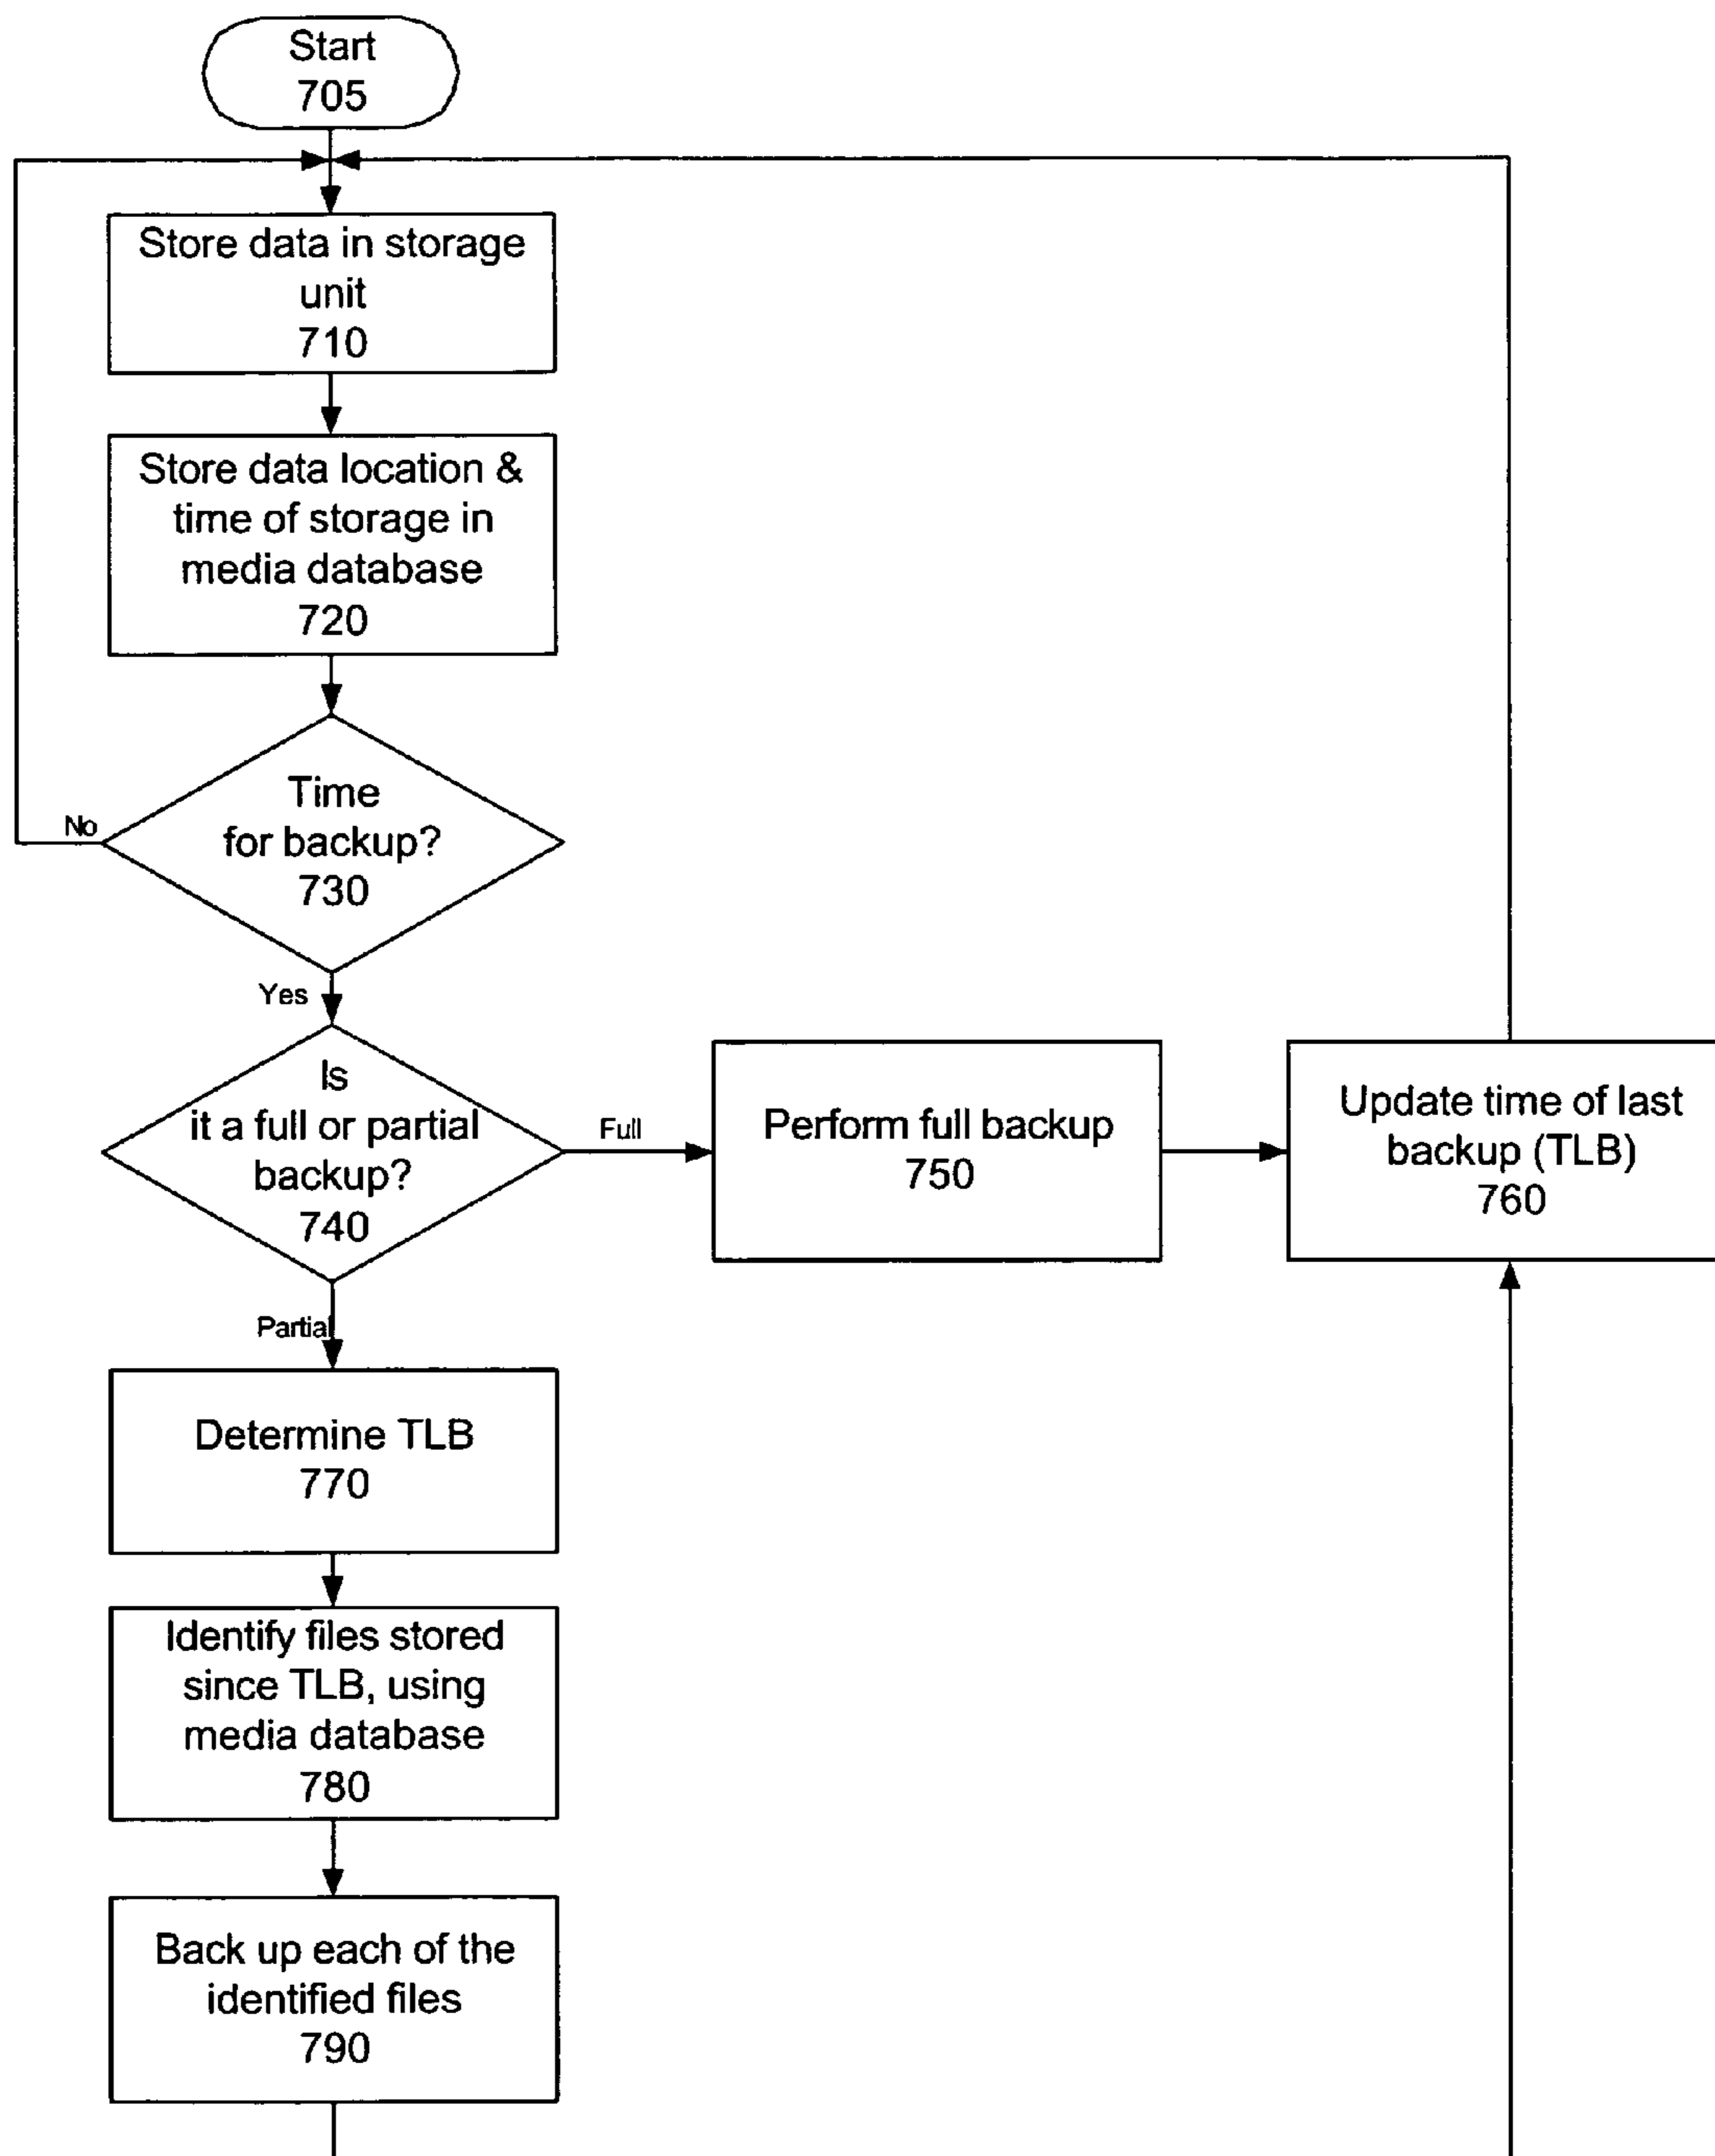 Start
705
Store data in storage
unit
710
Store data location &
time of storage in
media database
720
Time
for backup?
730
No
Yes
Is
it a full or partial
backup?
740
Full
Perform full backup
750
Update time of last
backup (TLB)
760
Partial
Determine TLB
770
Identify files stored
since TLB, using
media database
780
Back up each of the
identified files
790